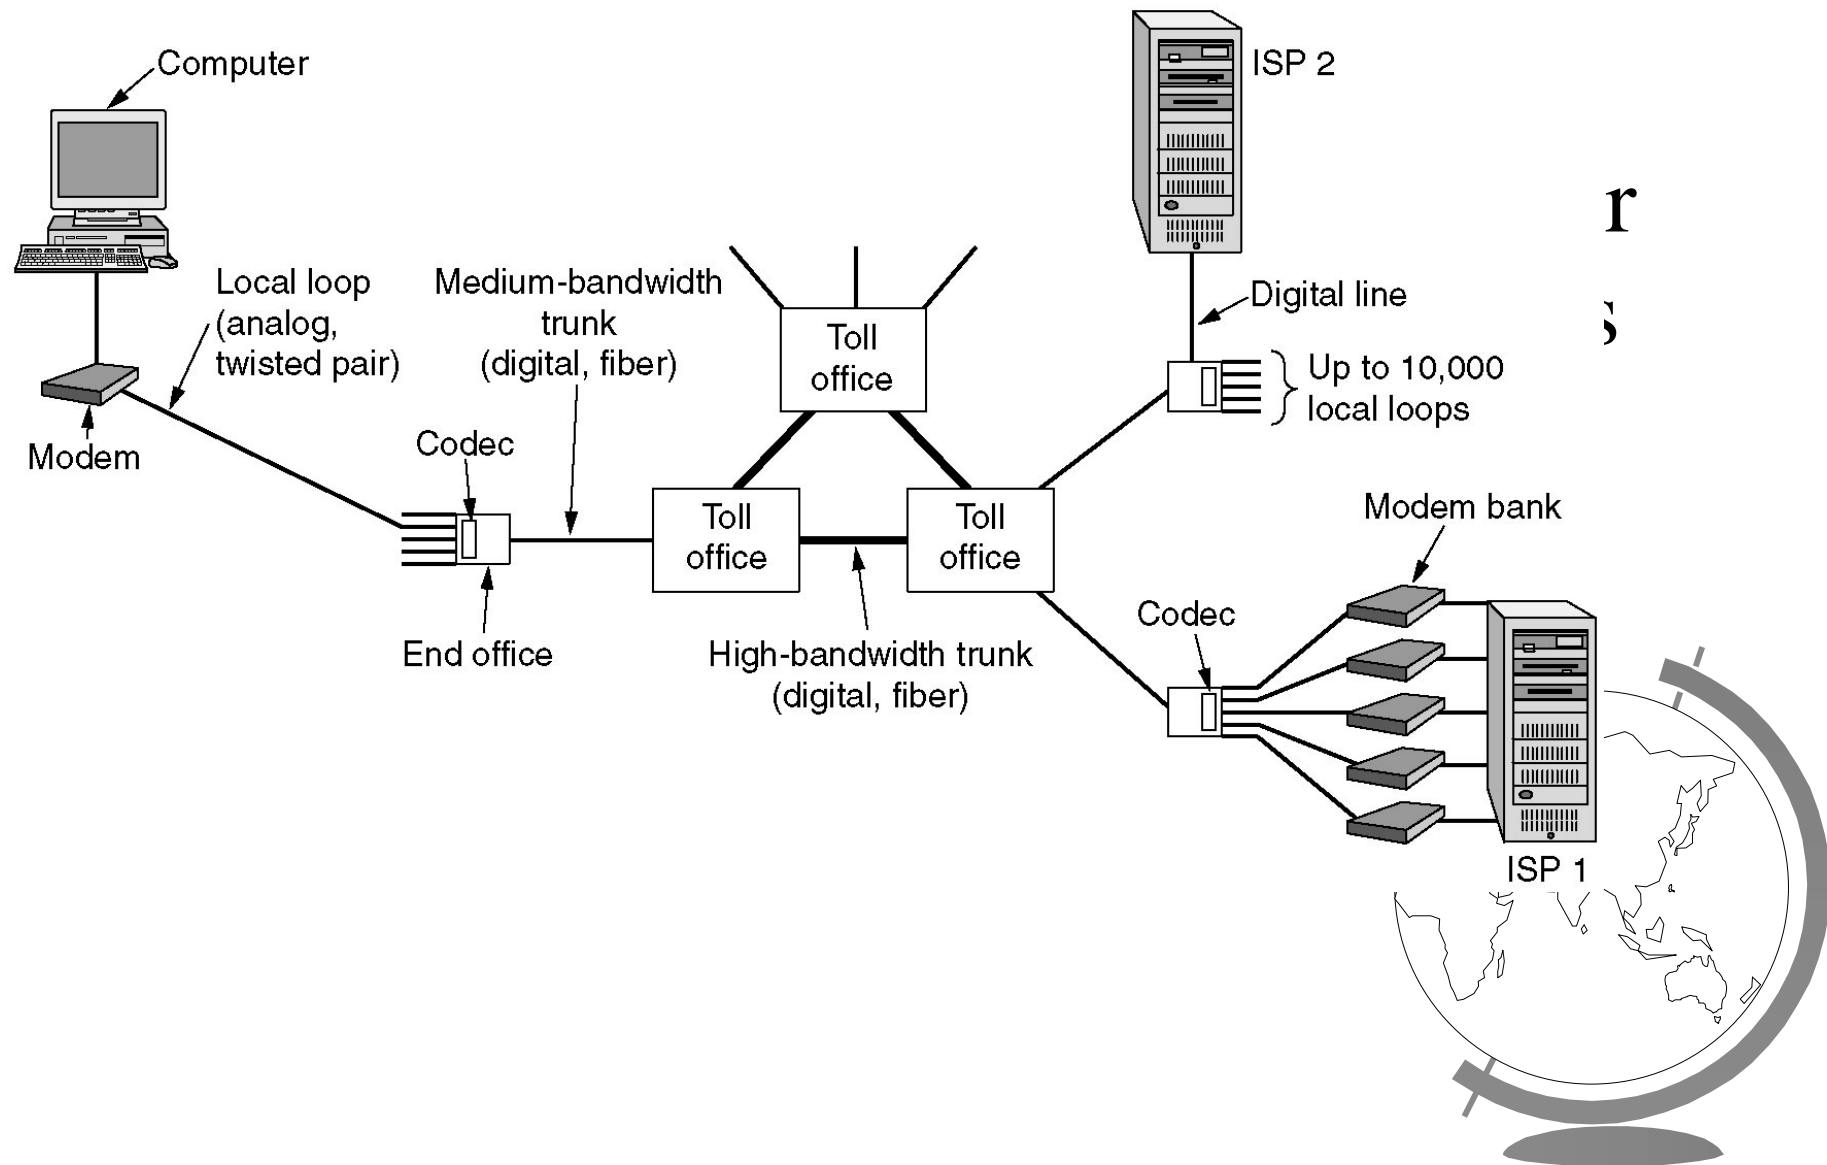 Computer
ISP 2
r
Local loop
(analog,
twisted pair)
Medium-bandwidth
trunk
(digital, fiber)
Toll
office
Digital line
s
Up to 10,000
local loops
Modem
Codec
Toll
office
Toll
office
Modem bank
End office
High-bandwidth trunk
(digital, fiber)
Codec
ISP 1